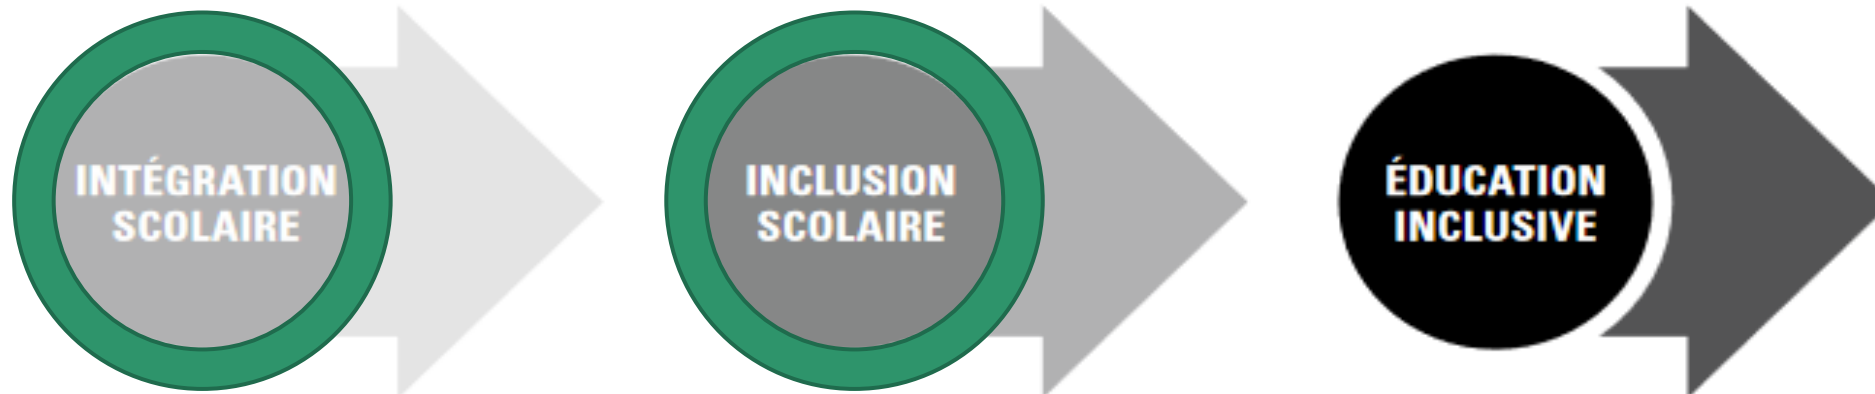 INTÉGRATION
SCOLAIRE
INCLUSION
SCOLAIRE
ÉDUCATION
INCLUSIVE